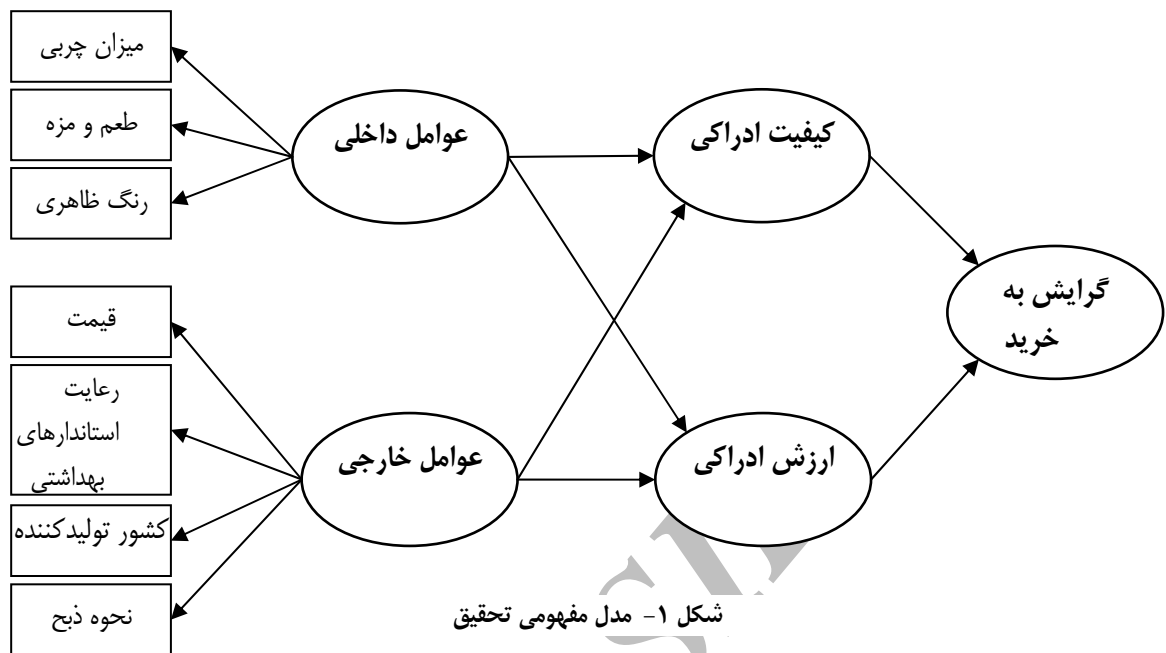 میزان چربی
طعم و مزه
رنگ ظاهری
عوامل داخلی
کیفیت ادراکی
گرایش به
خرید
قیمت
رعایت
استاندارهای
بهداشتی
کشور تولیدکننده
نحوه ذبح
عوامل خارجی
ارزش ادراکی
شکل ۱- مدل مفهومی تحقیق